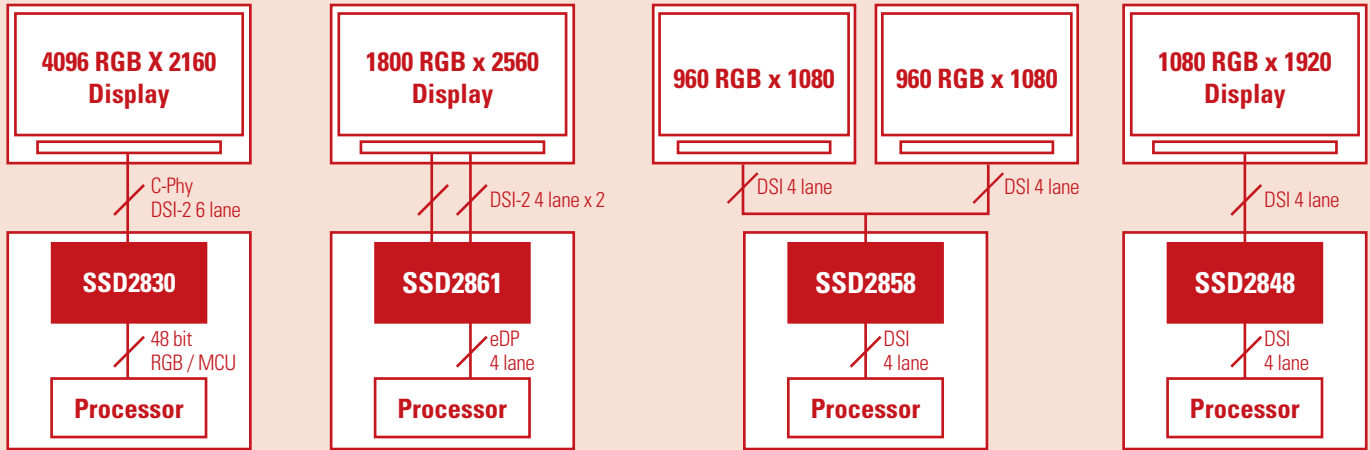 4096 RGB X 2160
Display
C-Phy
DSI-2 6 lane
SSD2830
48 bit
RGB / MCU
Processor
1800 RGB x 2560
Display
DSI-2 4 lane x 2
SSD2861
eDP
4 lane
Processor
960 RGB x 1080
960 RGB x 1080
DSI 4 lane
DSI 4 lane
SSD2858
DSI
4 lane
Processor
1080 RGB x 1920
Display
DSI 4 lane
SSD2848
DSI
4 lane
Processor